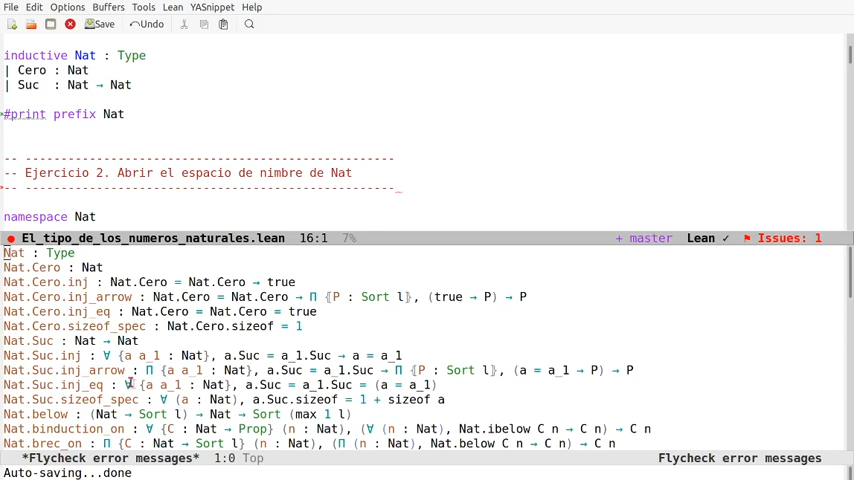 File Edit Options Buffers Tools Lean YASnippet Help
Save Undo
inductive Nat : Type
| Cero : Nat
| Suc  : Nat → Nat
#print prefix Nat
-- --------------------------------------------------
-- Ejercicio 2. Abrir el espacio de nimbre de Nat
-- --------------------------------------------------
namespace Nat
El_tipo_de_los_numeros_naturales.lean 16:1 7% + master Lean ✓ Issues: 1
Nat : Type
Nat.Cero : Nat
Nat.Cero.inj : Nat.Cero = Nat.Cero → true
Nat.Cero.inj_arrow : Nat.Cero = Nat.Cero → Π ⦃P : Sort l⦄, (true → P) → P
Nat.Cero.inj_eq : Nat.Cero = Nat.Cero = true
Nat.Cero.sizeof_spec : Nat.Cero.sizeof = 1
Nat.Suc : Nat → Nat
Nat.Suc.inj : ∀ {a a_1 : Nat}, a.Suc = a_1.Suc → a = a_1
Nat.Suc.inj_arrow : Π {a a_1 : Nat}, a.Suc = a_1.Suc → Π ⦃P : Sort l⦄, (a = a_1 → P) → P
Nat.Suc.inj_eq : ∀ {a a_1 : Nat}, a.Suc = a_1.Suc = (a = a_1)
Nat.Suc.sizeof_spec : ∀ (a : Nat), a.Suc.sizeof = 1 + sizeof a
Nat.below : (Nat → Sort l) → Nat → Sort (max 1 l)
Nat.binduction_on : ∀ {C : Nat → Prop} (n : Nat), (∀ (n : Nat), Nat.ibelow C n → C n) → C n
Nat.brec_on : Π {C : Nat → Sort l} (n : Nat), (Π (n : Nat), Nat.below C n → C n) → C n
*Flycheck error messages* 1:0 Top Flycheck error messages
Auto-saving...done